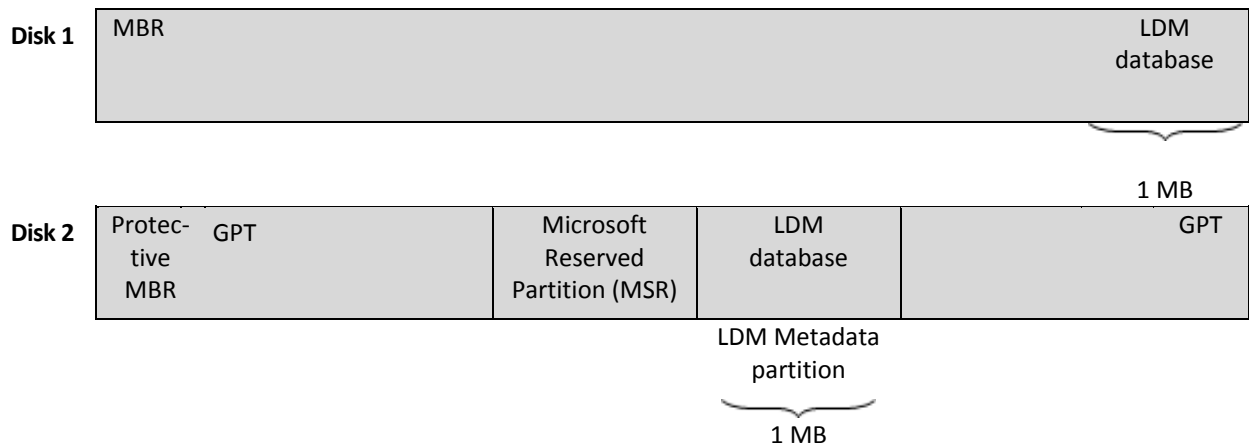 Disk 1
MBR
LDM
database
1 MB
Disk 2
Protec-
tive
MBR
GPT
Microsoft
Reserved
Partition (MSR)
LDM
database
GPT
LDM Metadata
partition
1 MB